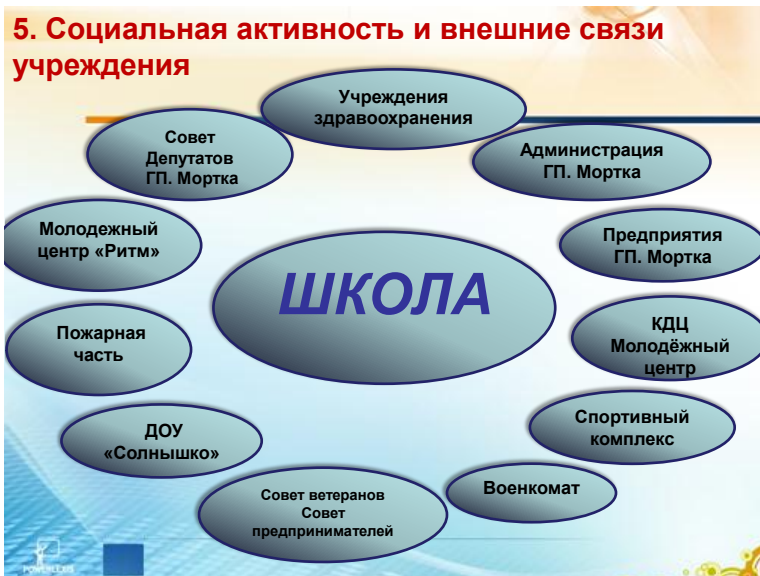 5. Социальная активность и внешние связи
учреждения
Учреждения
здравоохранения
Совет
Депутатов
ГП. Мортка
Администрация
ГП. Мортка
Молодежный
центр «Ритм»
Предприятия
ГП. Мортка
ШКОЛА
Пожарная
часть
КДЦ
Молодёжный
центр
ДОУ
«Солнышко»
Спортивный
комплекс
Совет ветеранов
Совет
предпринимателей
Военкомат